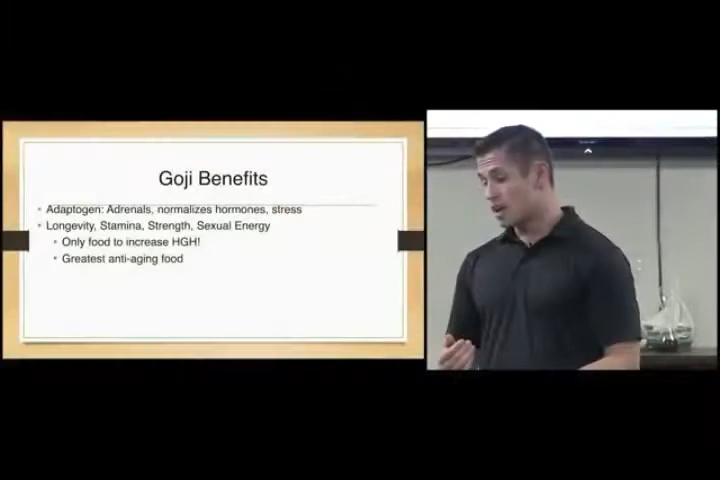 Goji Benefits
Adaptogen: Adrenals, normalizes hormones, stress
Longevity, Stamina, Strength, Sexual Energy
Only food to increase HGH!
Greatest anti-aging food